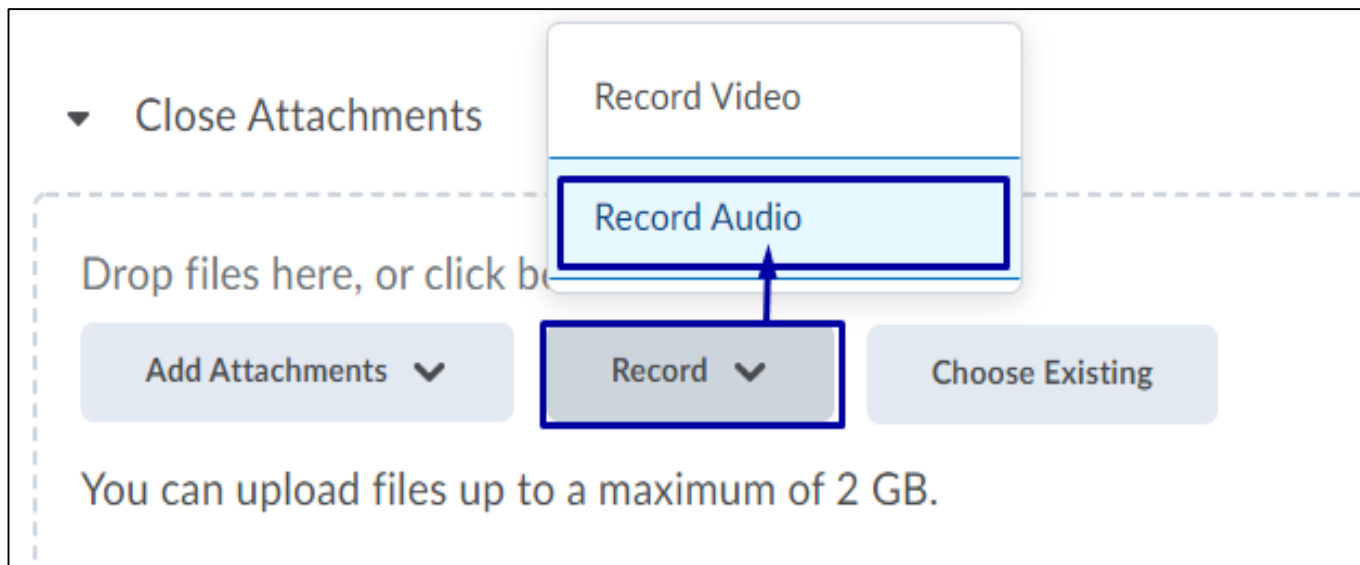 Record Video
Close Attachments
Record Audio
Drop files here, or click
Add Attachments
Record
Choose Existing
You can upload files up to a maximum of 2 GB.